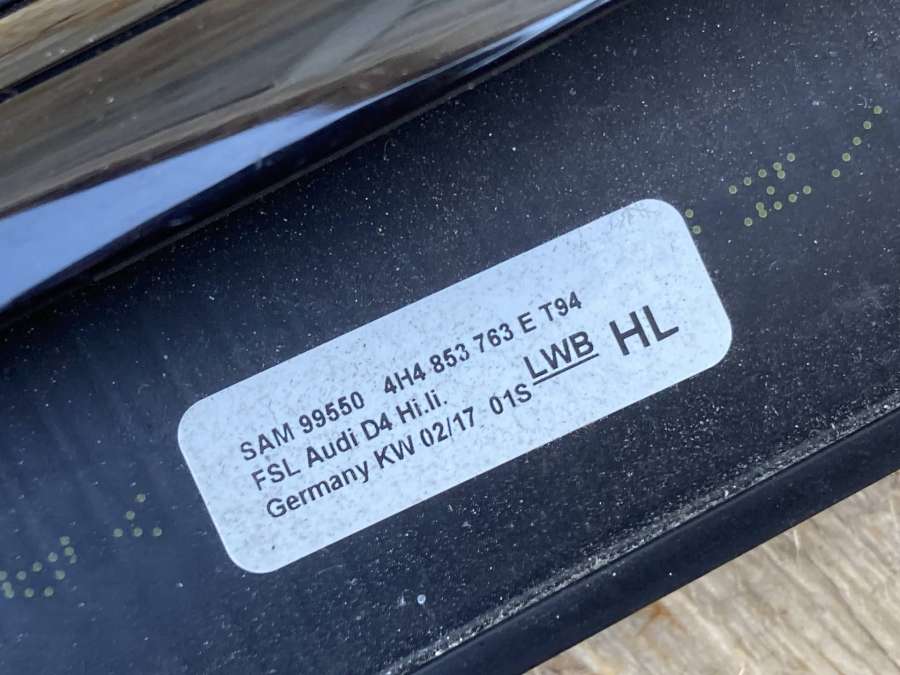 SAM 99550 4H4 853 763 E T94
FSL Audi D4 Hi.li. LWB HL
Germany KW 02/17 01S